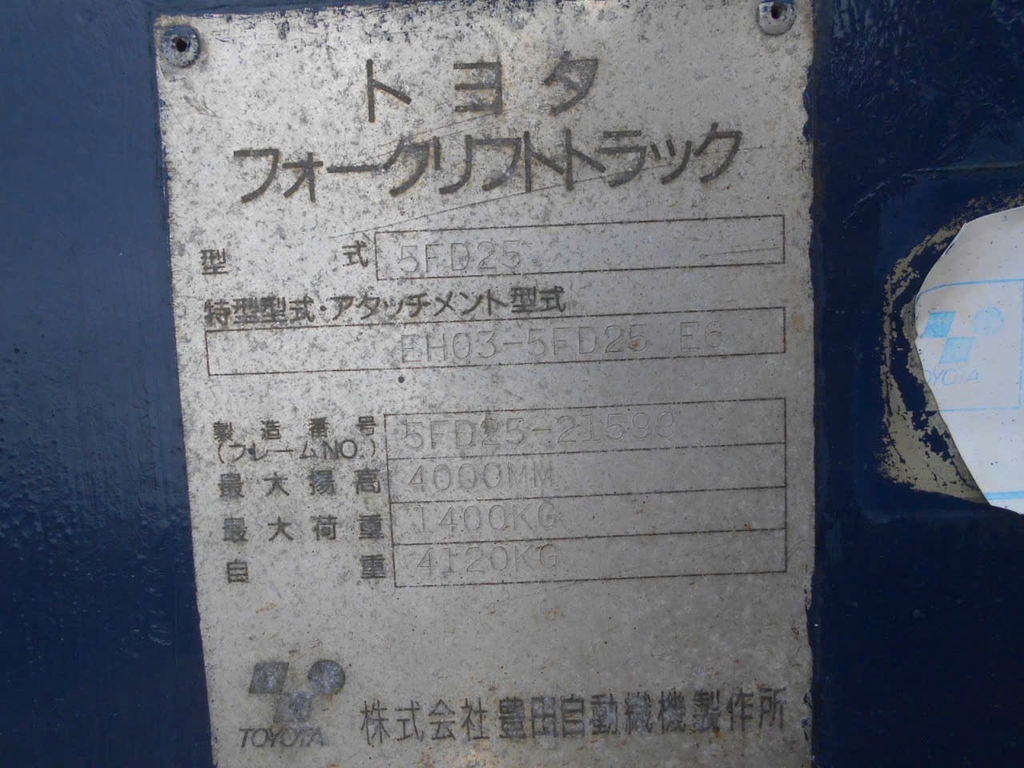 トヨタ
フォークリフトトラック
型式 5FD25
特型型式・アタッチメント型式
EH03-5FD25 E6
製造番号 5FD25-21699
(フレームNO.)
最大揚高 4000MM
最大荷重 1400KG
自重 4120KG
TOYOTA 株式会社 豊田自動織機製作所
TOYOTA